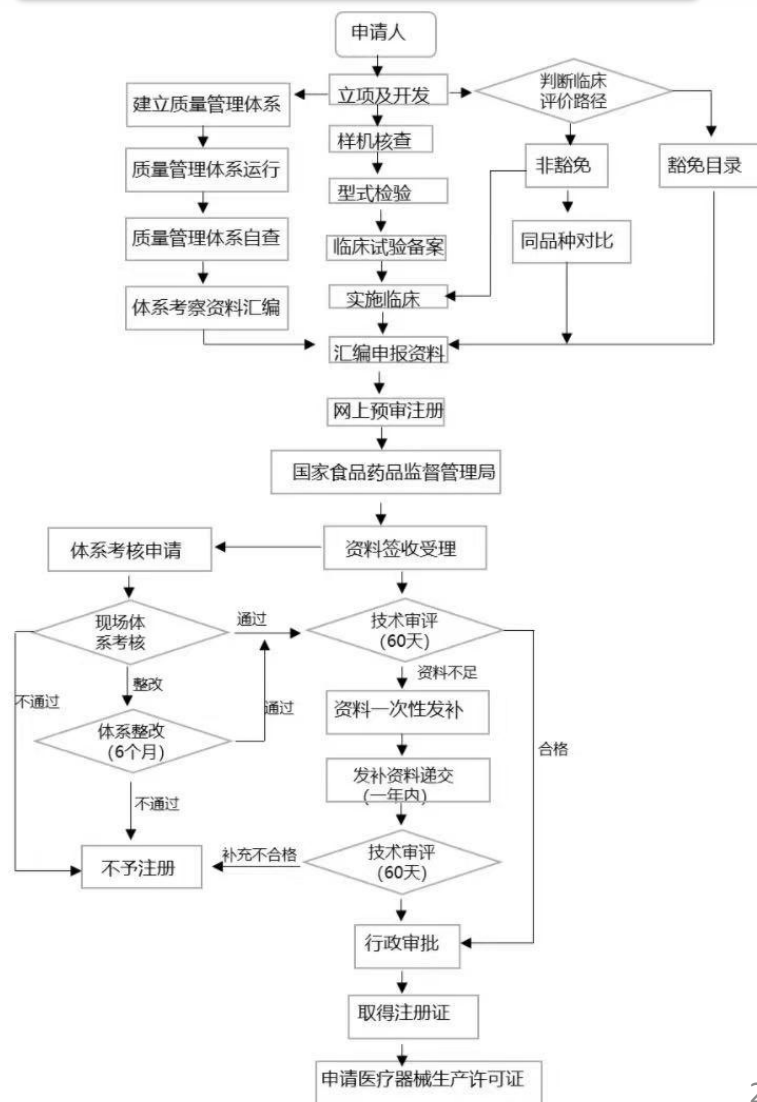 申请人
立项及开发
判断临床
评价路径
建立质量管理体系
样机核查
质量管理体系运行
非豁免
豁免目录
型式检验
质量管理体系自查
临床试验备案
同品种对比
体系考察资料汇编
实施临床
汇编申报资料
网上预审注册
国家食品药品监督管理局
体系考核申请
资料签收受理
现场体
系考核
通过
技术审评
(60天)
不通过
整改
通过
资料不足
资料一次性发补
体系整改
(6个月)
合格
发补资料递交
(一年内)
不通过
不予注册
补充不合格
技术审评
(60天)
行政审批
取得注册证
申请医疗器械生产许可证
2